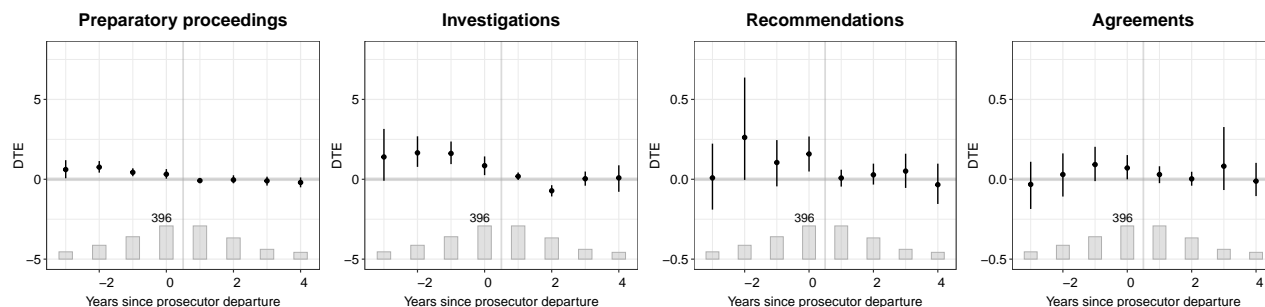 Preparatory proceedings
5
0
−5
DTE
396
−2
0
2
4
Years since prosecutor departure
Investigations
5
0
−5
DTE
396
−2
0
2
4
Years since prosecutor departure
Recommendations
0.5
0.0
−0.5
DTE
396
−2
0
2
4
Years since prosecutor departure
Agreements
0.5
0.0
−0.5
DTE
396
−2
0
2
4
Years since prosecutor departure